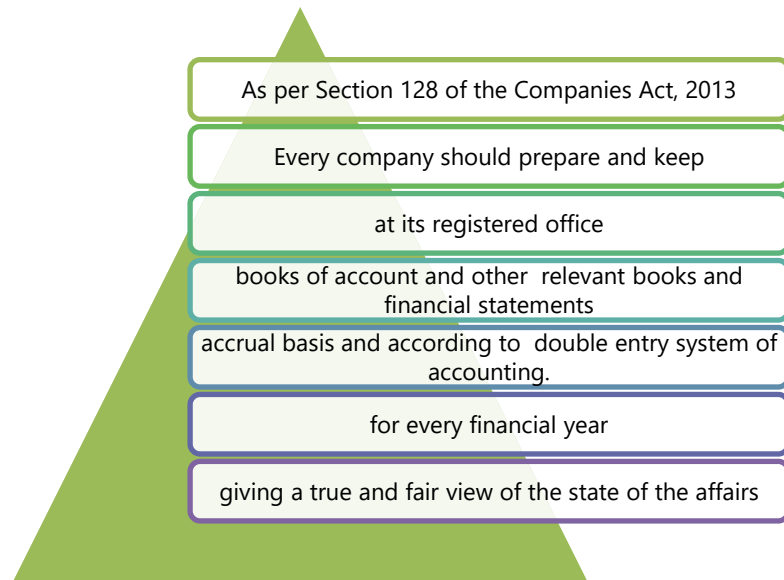 As per Section 128 of the Companies Act, 2013
Every company should prepare and keep
at its registered office
books of account and other relevant books and
financial statements
accrual basis and according to double entry system of
accounting.
for every financial year
giving a true and fair view of the state of the affairs